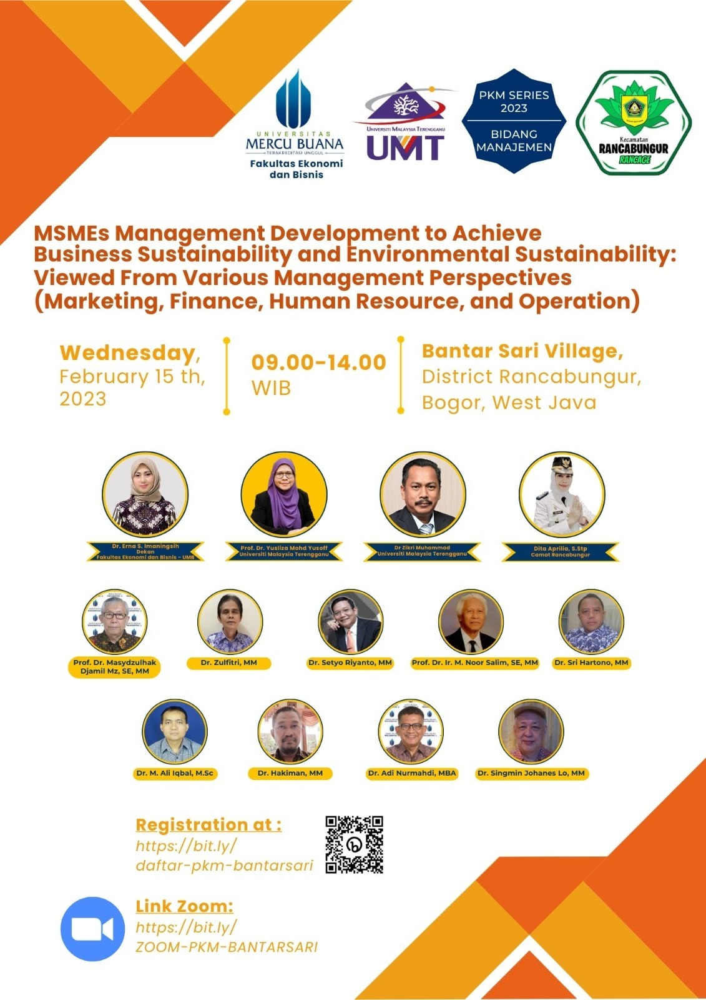 UNIVERSITAS
MERCU BUANA
TERAKREDITASI UNGGUL
Fakultas Ekonomi
dan Bisnis
UNIVERSITI MALAYSIA TERENGGANU
UMT
PKM SERIES
2023
BIDANG
MANAJEMEN
Kecamatan
RANCABUNGUR
RANCAGE
MSMEs Management Development to Achieve
Business Sustainability and Environmental Sustainability:
Viewed From Various Management Perspectives
(Marketing, Finance, Human Resource, and Operation)
Wednesday,
February 15 th,
2023
09.00-14.00
WIB
Bantar Sari Village,
District Rancabungur,
Bogor, West Java
Dr. Erna S. Imaningsih
Dekan
Fakultas Ekonomi dan Bisnis - UMB
Prof. Dr. Yusliza Mohd Yusoff
Universiti Malaysia Terengganu
Dr Zikri Muhammad
Universiti Malaysia Terengganu
Dita Aprilia, S.Stp
Camat Rancabungur
Prof. Dr. Masydzulhak
Djamil Mz, SE, MM
Dr. Zulfitri, MM
Dr. Setyo Riyanto, MM
Prof. Dr. Ir. M. Noor Salim, SE, MM
Dr. Sri Hartono, MM
Dr. M. Ali Iqbal, M.Sc
Dr. Hakiman, MM
Dr. Adi Nurmahdi, MBA
Dr. Singmin Johanes Lo, MM
Registration at :
https://bit.ly/
daftar-pkm-bantarsari
Link Zoom:
https://bit.ly/
ZOOM-PKM-BANTARSARI